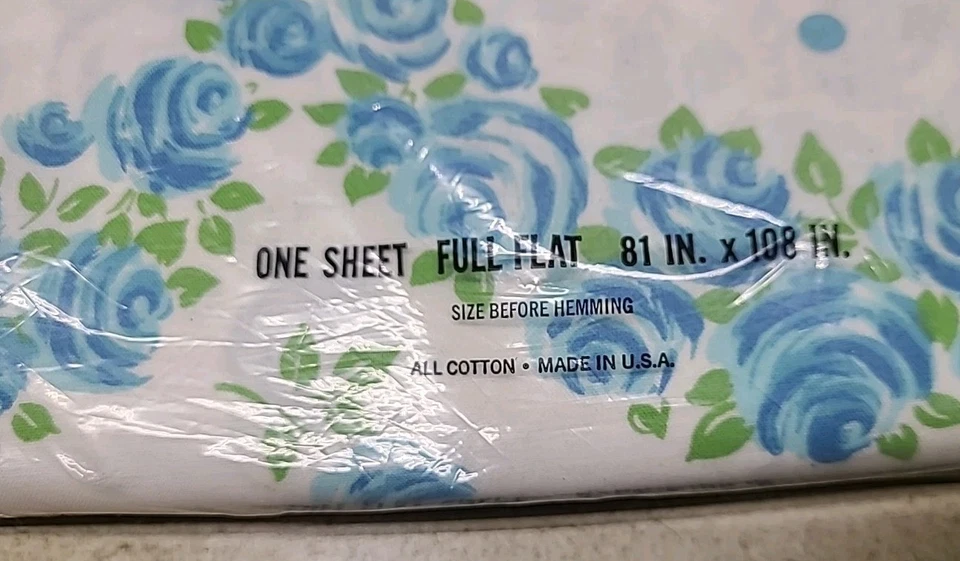 ONE SHEET FULL FLAT 81 IN. x 108 IN.
SIZE BEFORE HEMMING
ALL COTTON • MADE IN U.S.A.